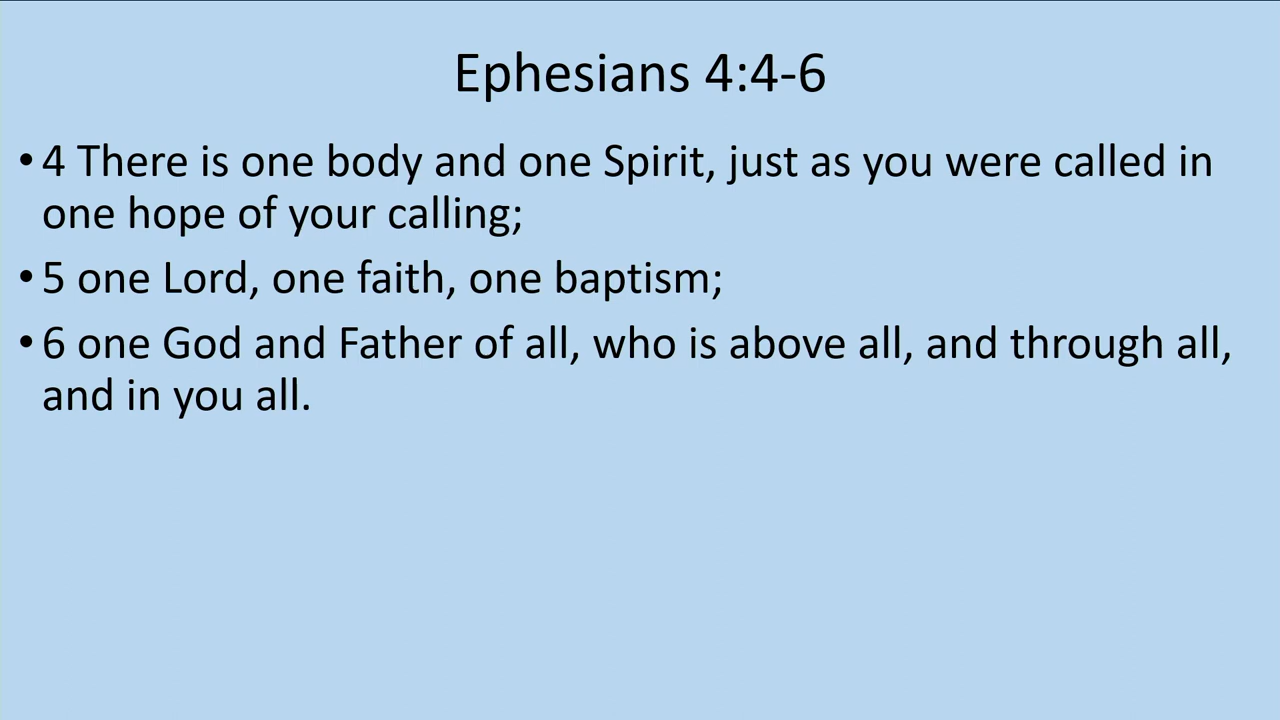 Ephesians 4:4-6
• 4 There is one body and one Spirit, just as you were called in
one hope of your calling;
• 5 one Lord, one faith, one baptism;
• 6 one God and Father of all, who is above all, and through all,
and in you all.